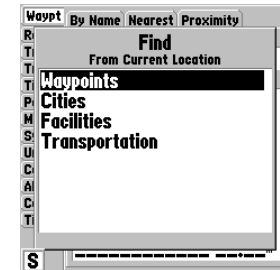 Waypt By Name Nearest Proximity
Find
From Current Location
Waypoints
Cities
Facilities
Transportation
S